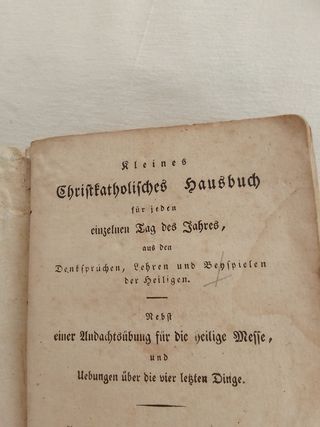 Kleines
Christkatholisches Hausbuch
für jeden
einzelnen Tag des Jahres,
aus den
Denksprüchen, Lehren und Beyspielen
der Heiligen.
Nebst
einer Andachtsübung für die heilige Messe,
und
Uebungen über die vier letzten Dinge.